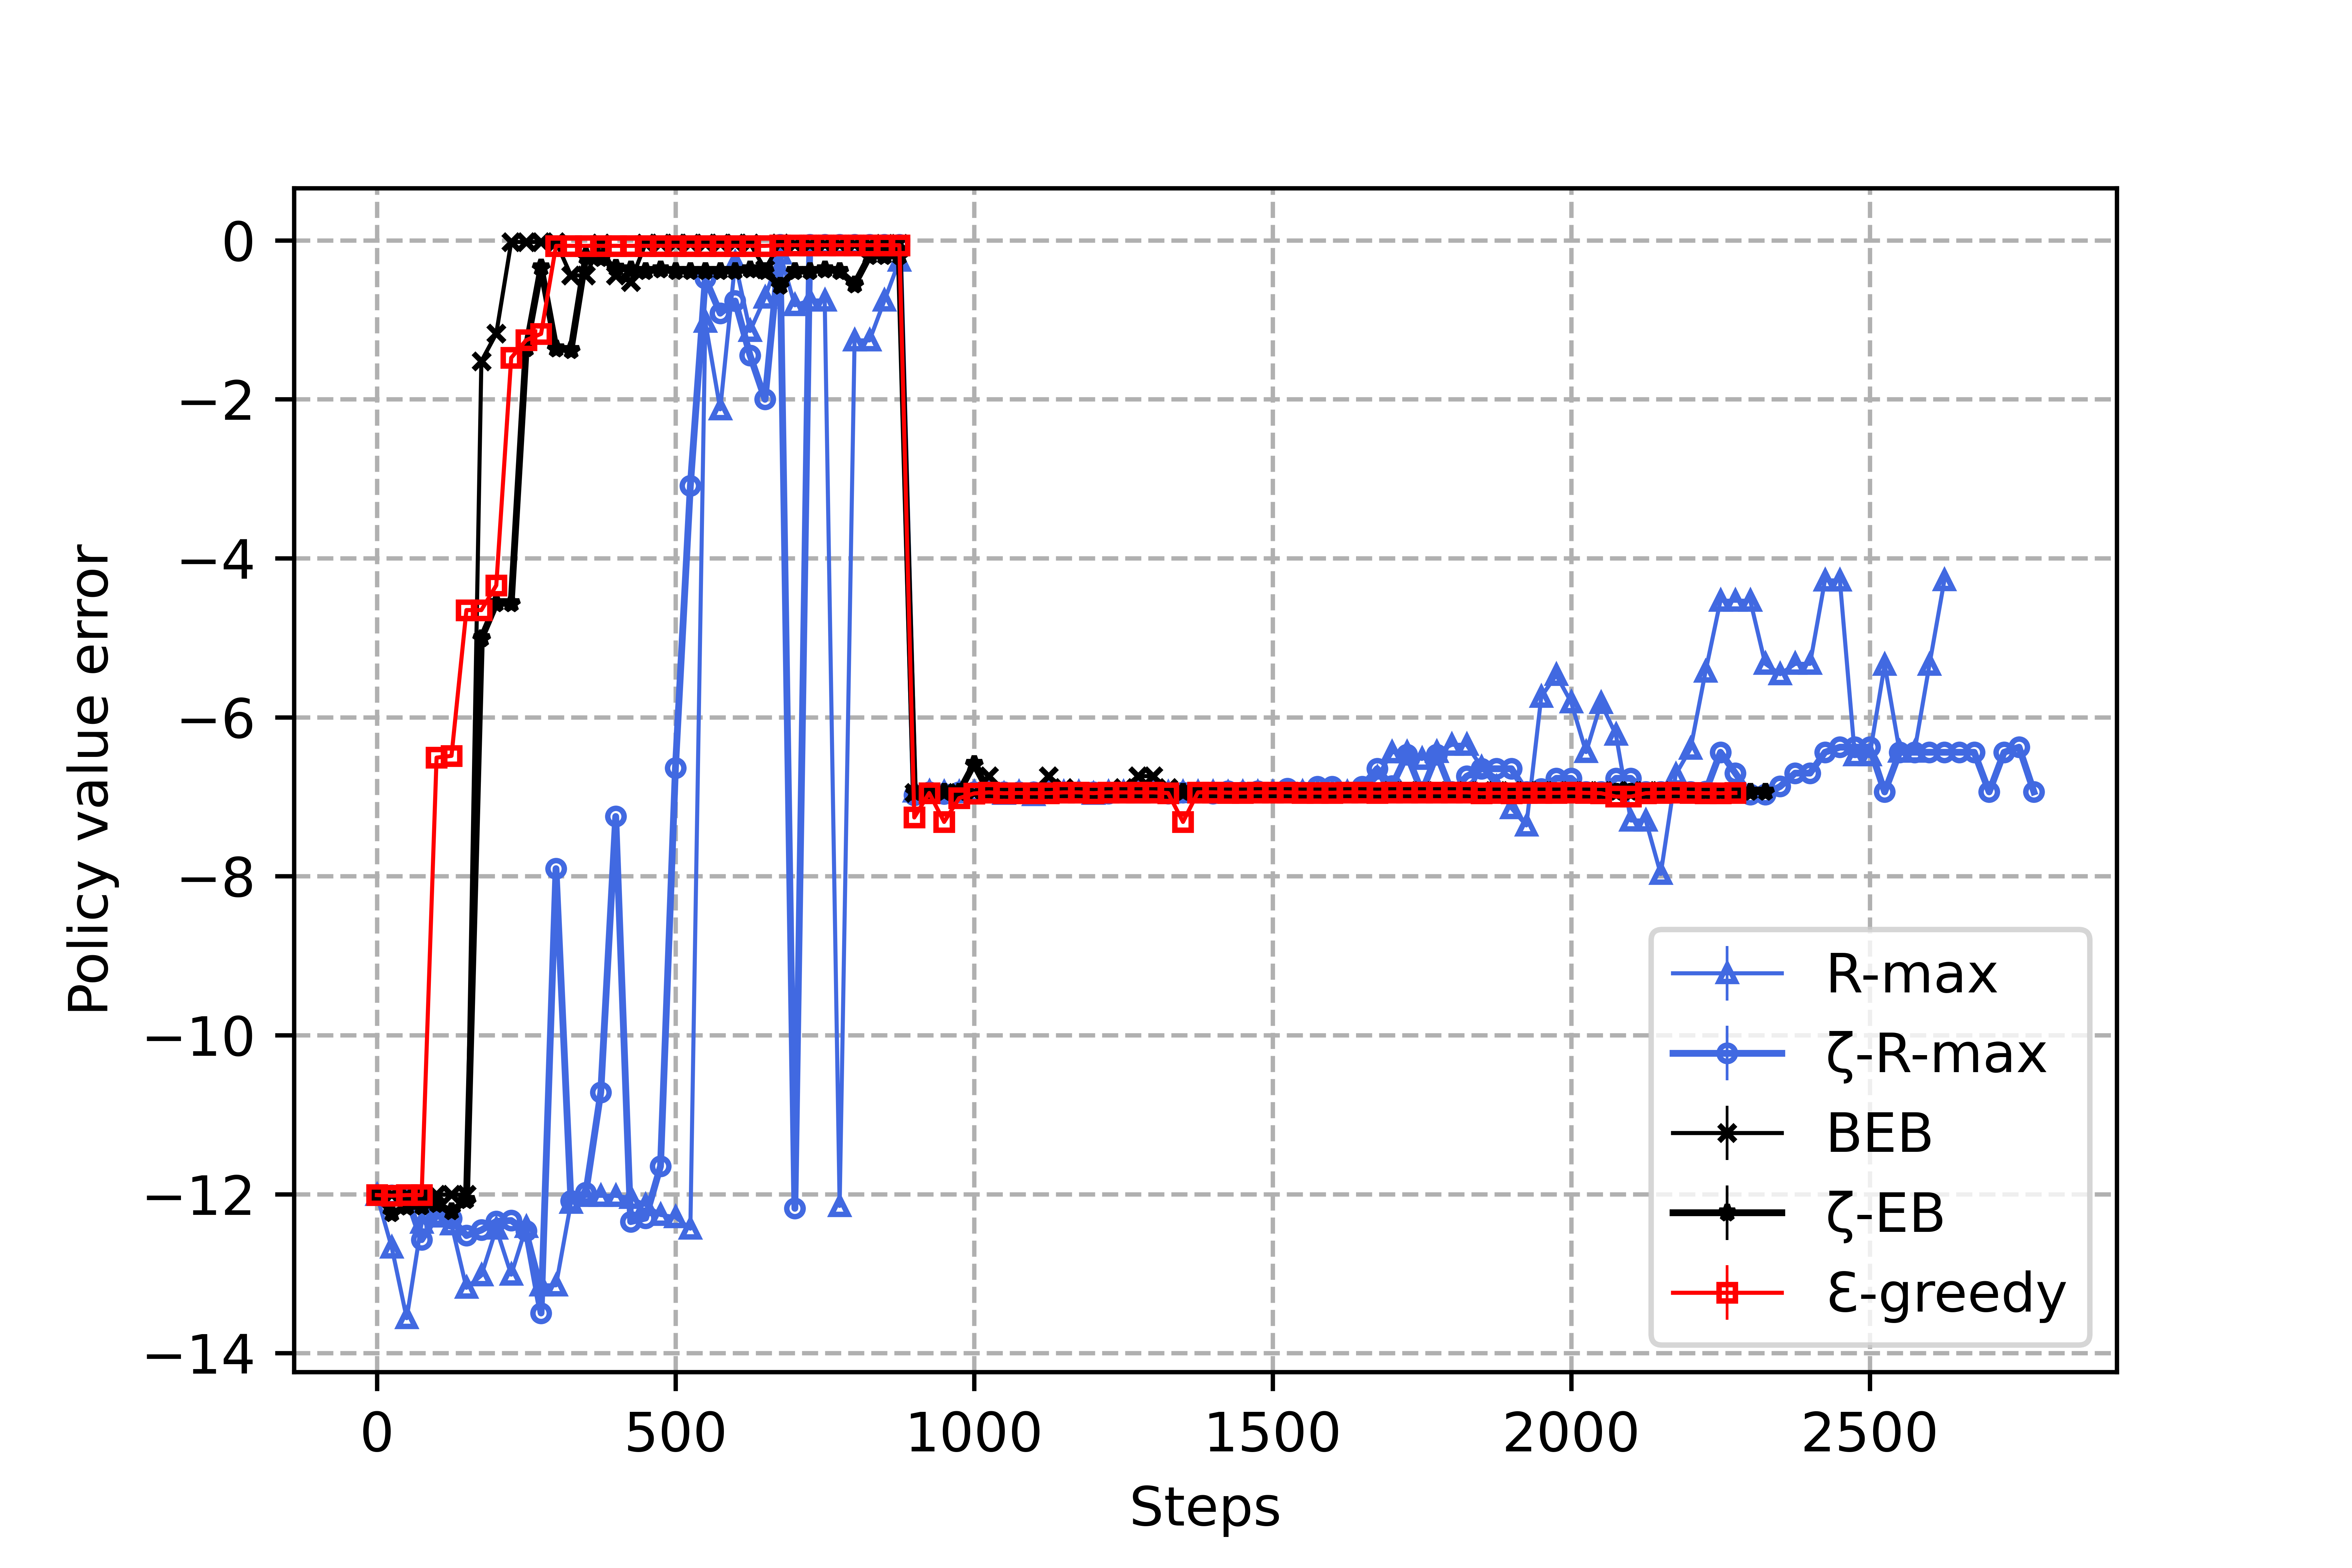 0
−2
−4
−6
−8
−10
−12
−14
Policy value error
0 500 1000 1500 2000 2500
Steps
R-max
ζ-R-max
BEB
ζ-EB
Ɛ-greedy